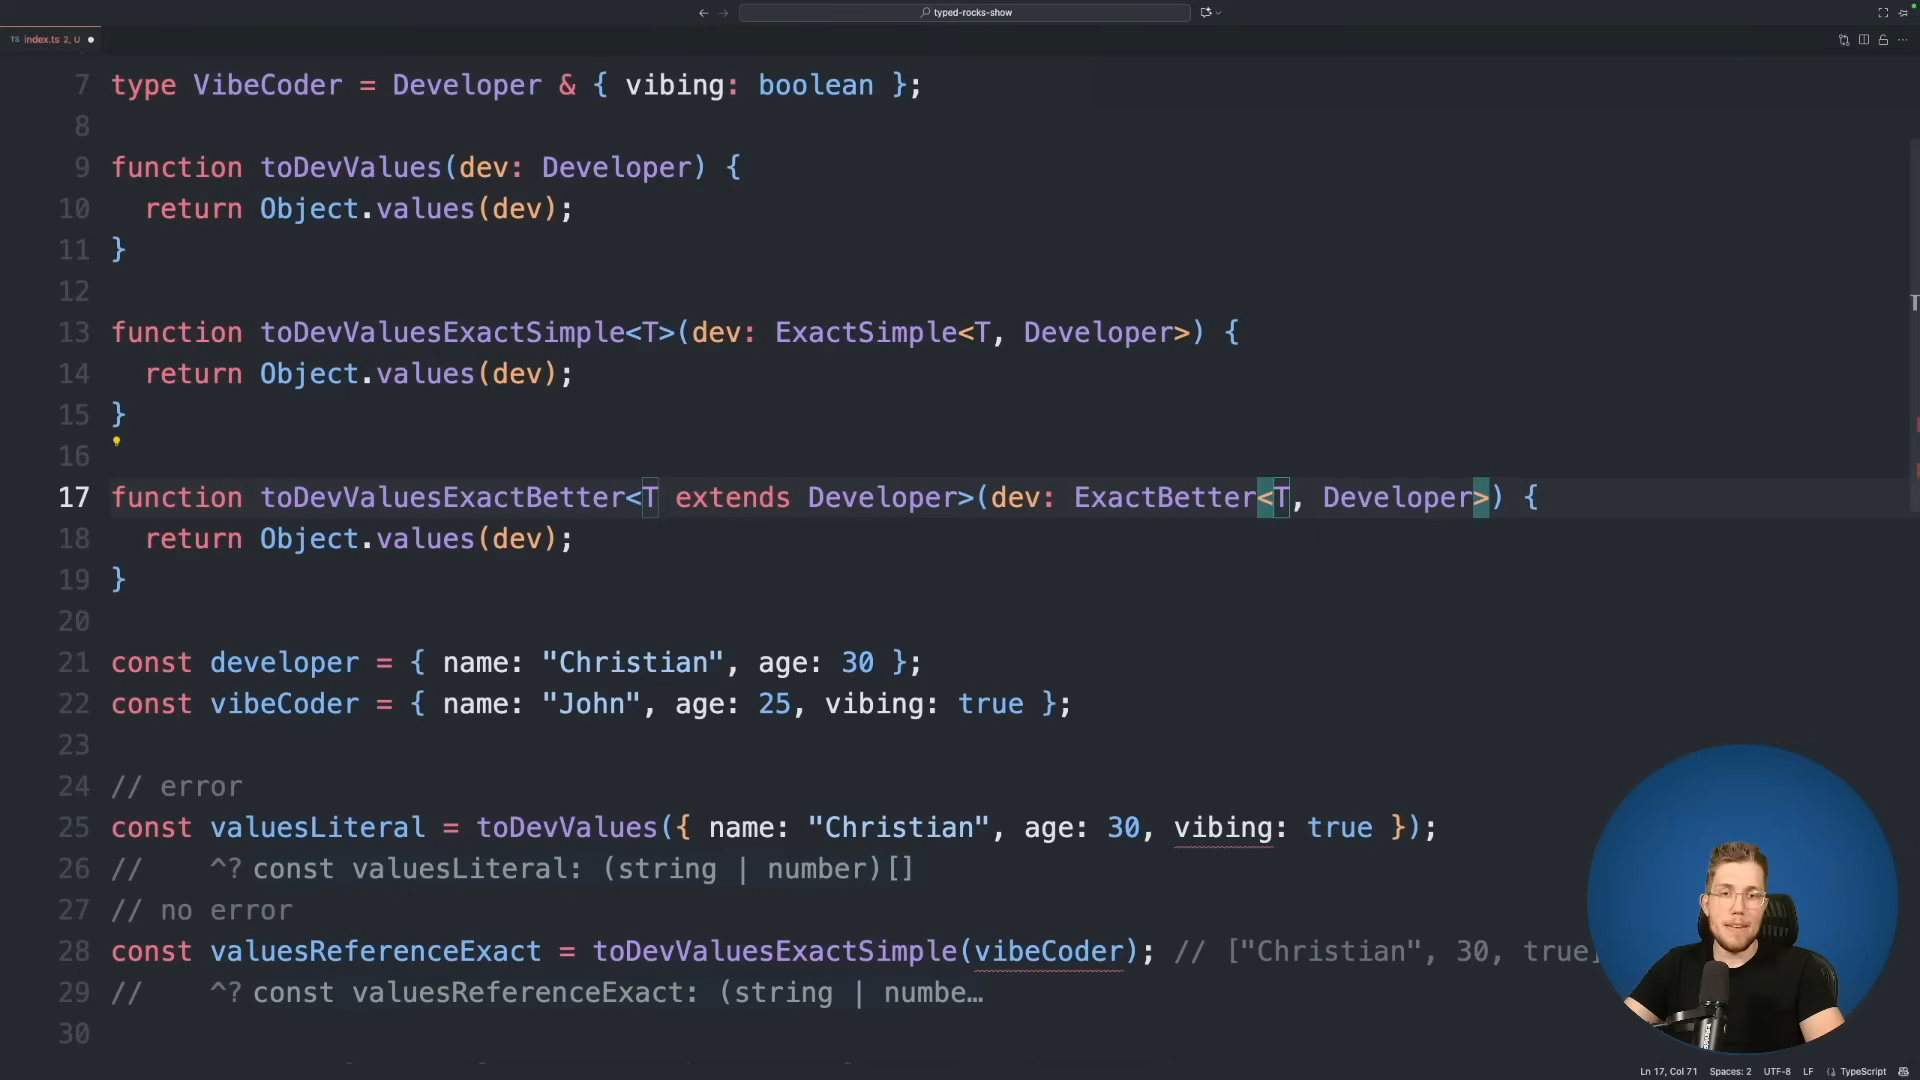 typed-rocks-show
TS index.ts 2, U
7 type VibeCoder = Developer & { vibing: boolean };
8
9 function toDevValues(dev: Developer) {
10 return Object.values(dev);
11 }
12
13 function toDevValuesExactSimple<T>(dev: ExactSimple<T, Developer>) {
14 return Object.values(dev);
15 }
16
17 function toDevValuesExactBetter<T extends Developer>(dev: ExactBetter<T, Developer>) {
18 return Object.values(dev);
19 }
20
21 const developer = { name: "Christian", age: 30 };
22 const vibeCoder = { name: "John", age: 25, vibing: true };
23
24 // error
25 const valuesLiteral = toDevValues({ name: "Christian", age: 30, vibing: true });
26 // ^? const valuesLiteral: (string | number)[]
27 // no error
28 const valuesReferenceExact = toDevValuesExactSimple(vibeCoder); // ["Christian", 30, true]
29 // ^? const valuesReferenceExact: (string | numbe…
30
Ln 17, Col 71 Spaces: 2 UTF-8 LF {} TypeScript